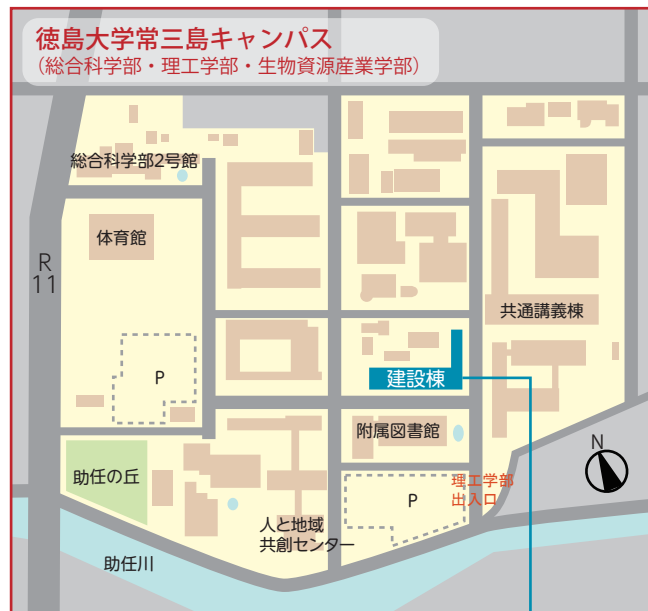 徳島大学常三島キャンパス
(総合科学部・理工学部・生物資源産業学部)
総合科学部2号館
体育館
R
11
共通講義棟
P
建設棟
附属図書館
助任の丘
N
理工学部
出入口
P
人と地域
共創センター
助任川